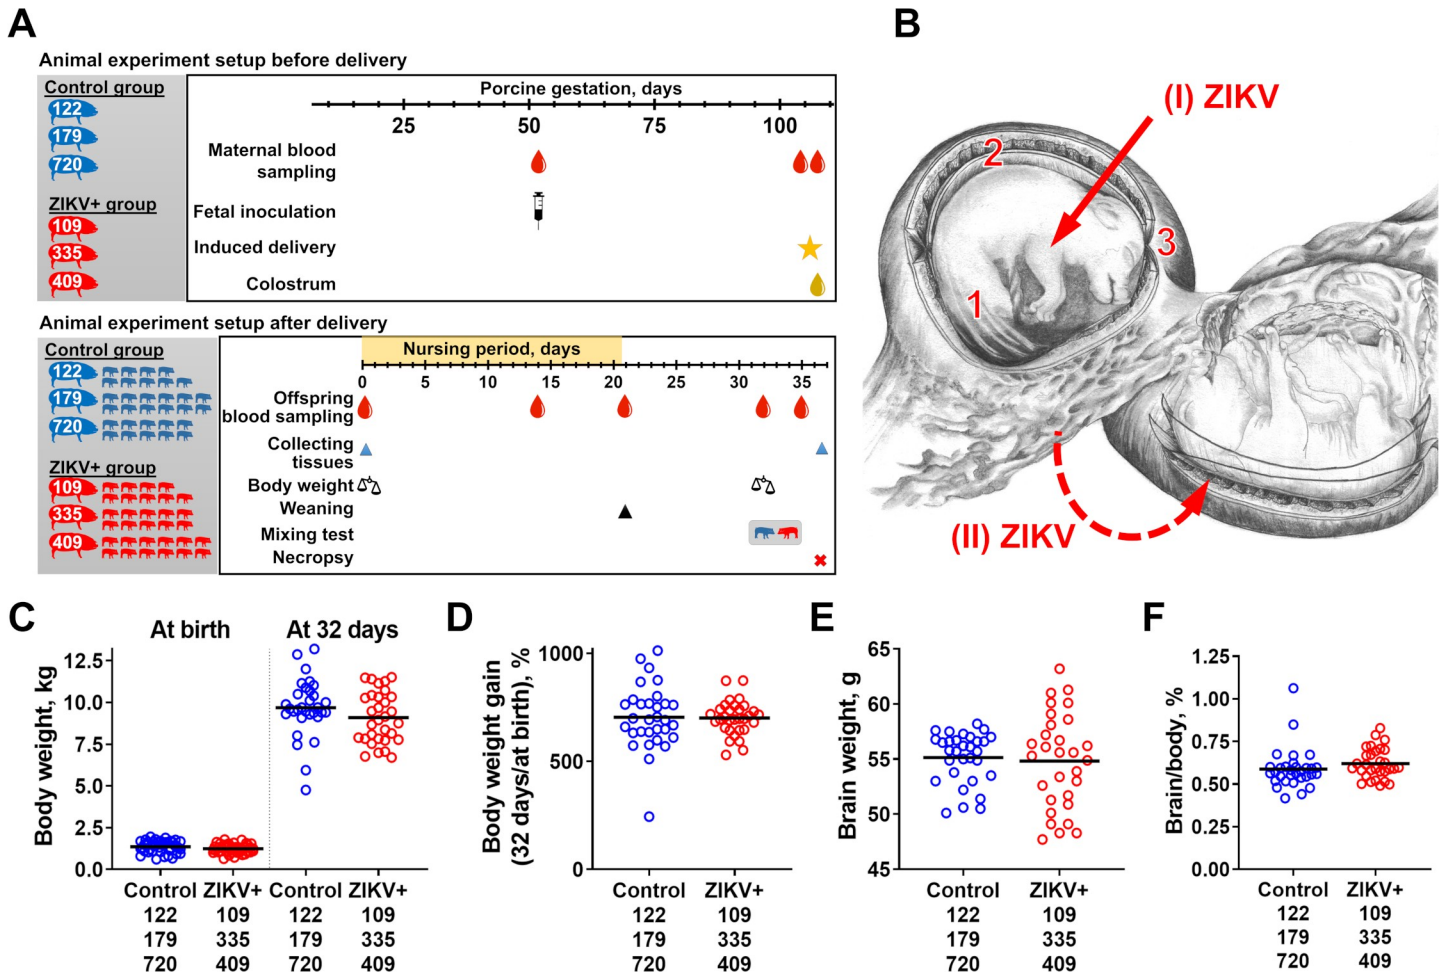 A
Animal experiment setup before delivery
Control group
122
179
720
ZIKV+ group
109
335
409
Porcine gestation, days
25 50 75 100
Maternal blood
sampling
Fetal inoculation
Induced delivery
Colostrum
Animal experiment setup after delivery
Control group
122
179
720
ZIKV+ group
109
335
409
Nursing period, days
0 5 10 15 20 25 30 35
Offspring
blood sampling
Collecting
tissues
Body weight
Weaning
Mixing test
Necropsy
B
(I) ZIKV
2
3
1
(II) ZIKV
C
At birth At 32 days
Body weight, kg
12.5
10.0
7.5
5.0
2.5
0.0
Control ZIKV+ Control ZIKV+
122 109 122 109
179 335 179 335
720 409 720 409
D
Body weight gain
(32 days/at birth), %
1000
500
0
Control ZIKV+
122 109
179 335
720 409
E
Brain weight, g
65
60
55
50
45
Control ZIKV+
122 109
179 335
720 409
F
Brain/body, %
1.25
1.00
0.75
0.50
0.25
0.00
Control ZIKV+
122 109
179 335
720 409